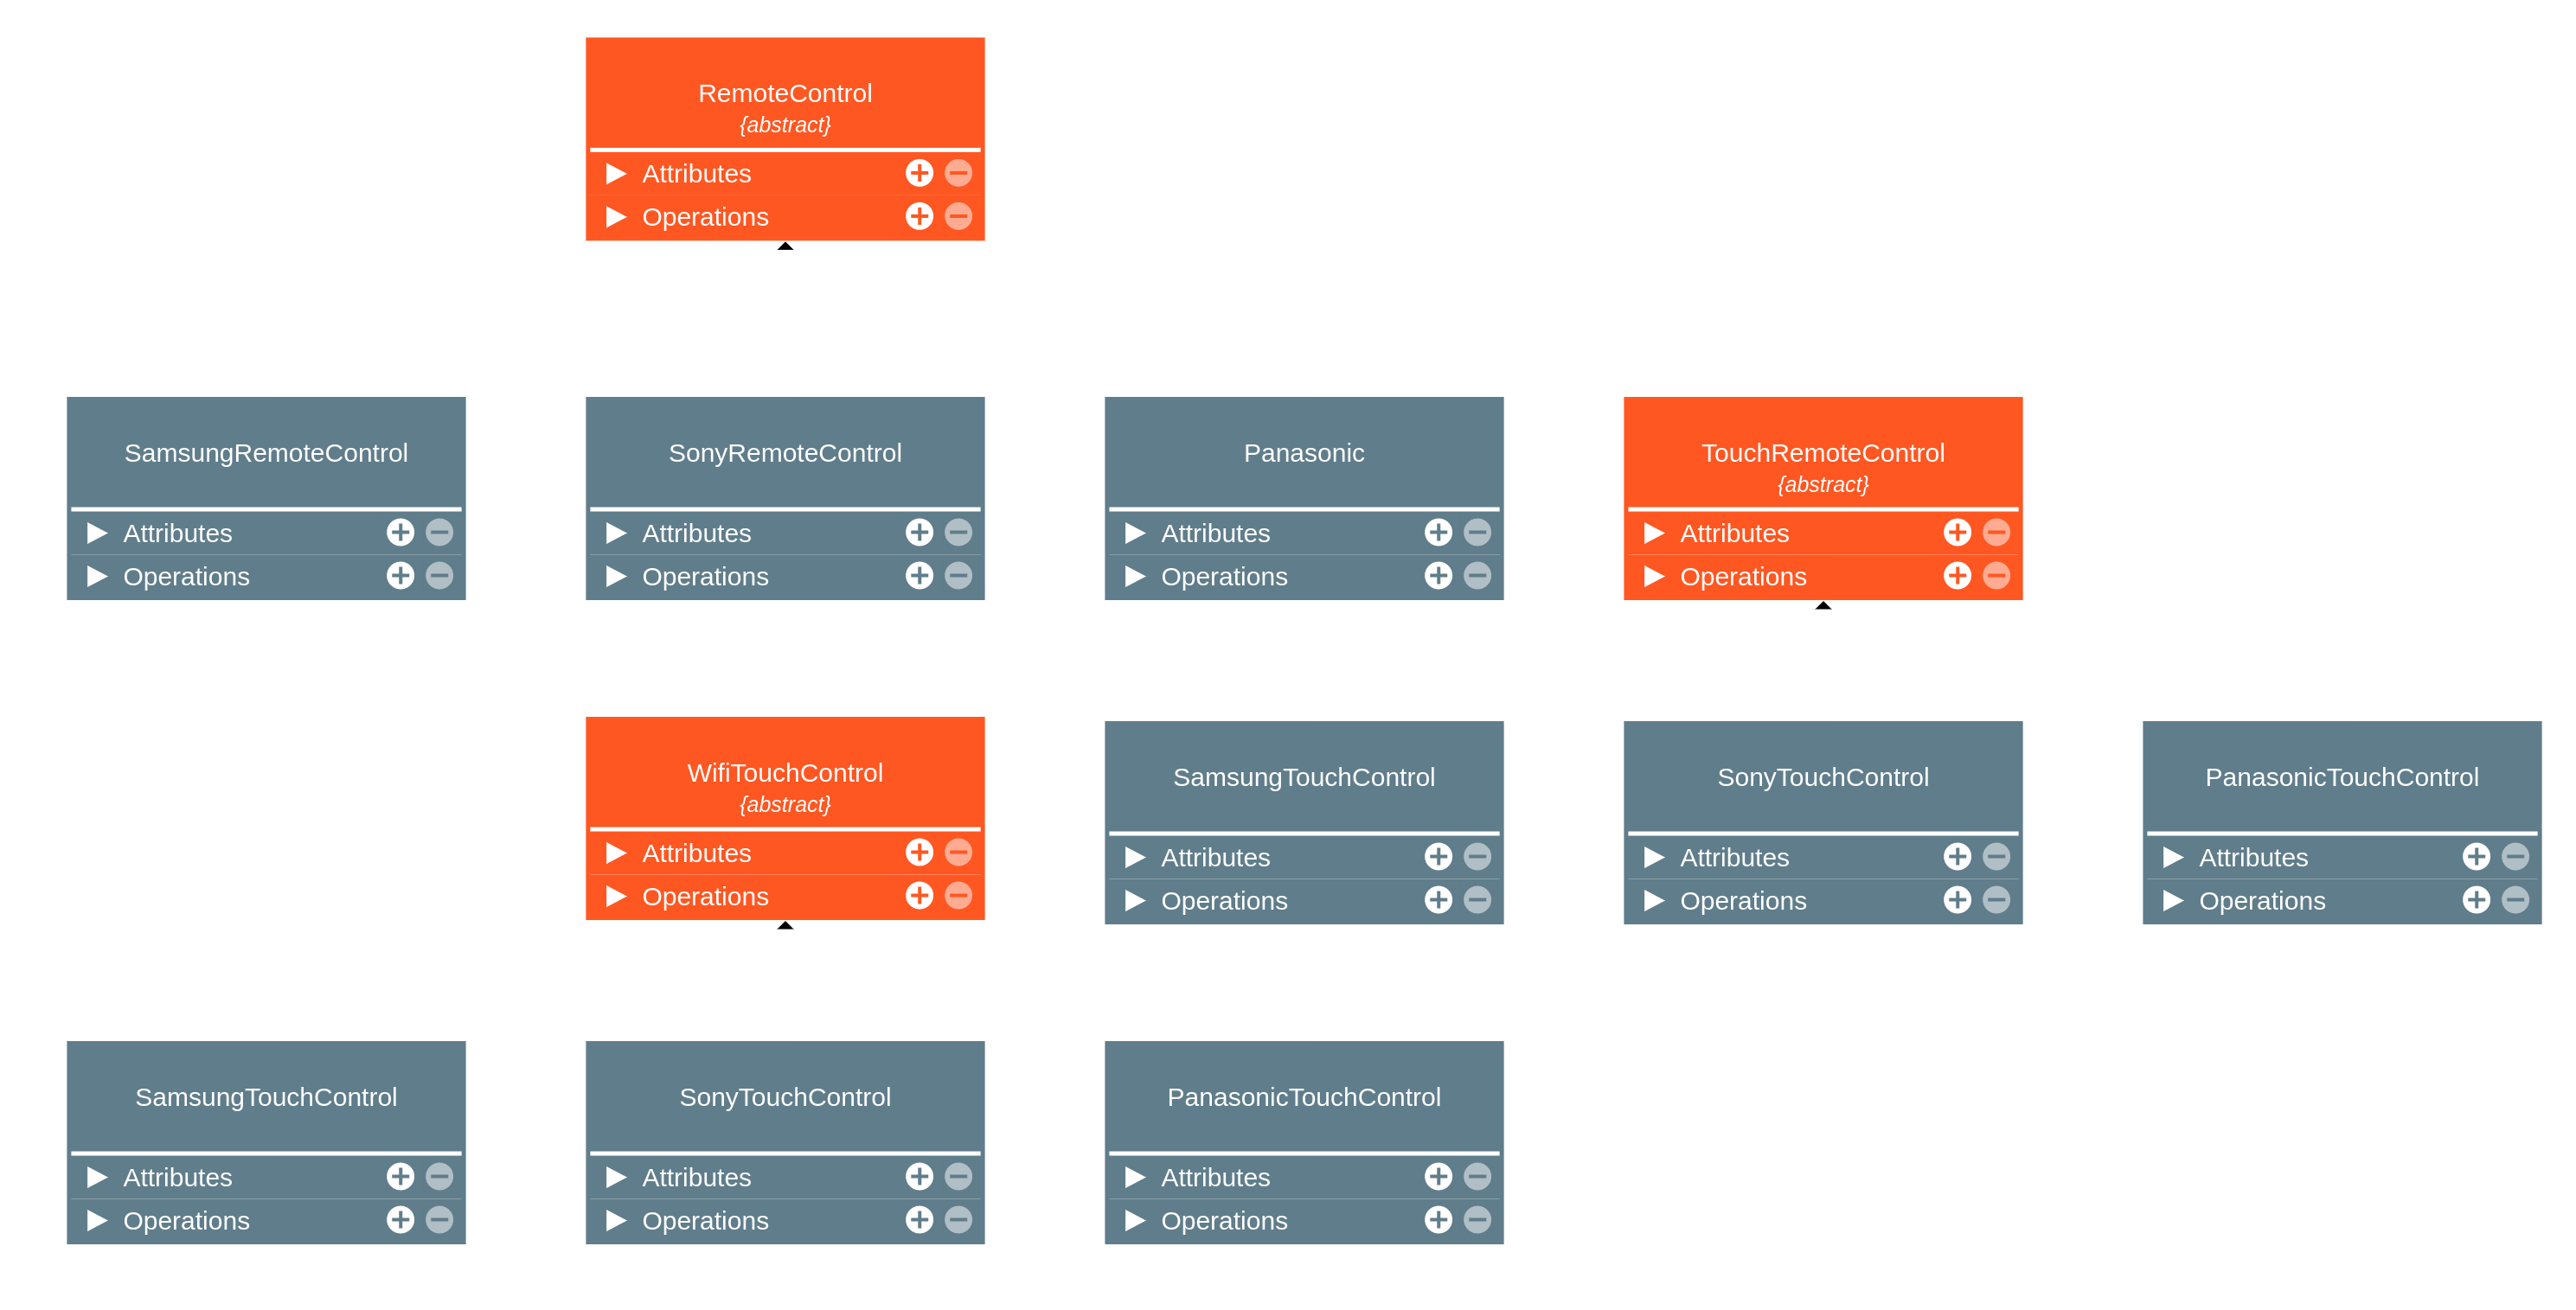 RemoteControl
{abstract}
Attributes
Operations
SamsungRemoteControl
Attributes
Operations
SonyRemoteControl
Attributes
Operations
Panasonic
Attributes
Operations
TouchRemoteControl
{abstract}
Attributes
Operations
WifiTouchControl
{abstract}
Attributes
Operations
SamsungTouchControl
Attributes
Operations
SonyTouchControl
Attributes
Operations
PanasonicTouchControl
Attributes
Operations
SamsungTouchControl
Attributes
Operations
SonyTouchControl
Attributes
Operations
PanasonicTouchControl
Attributes
Operations